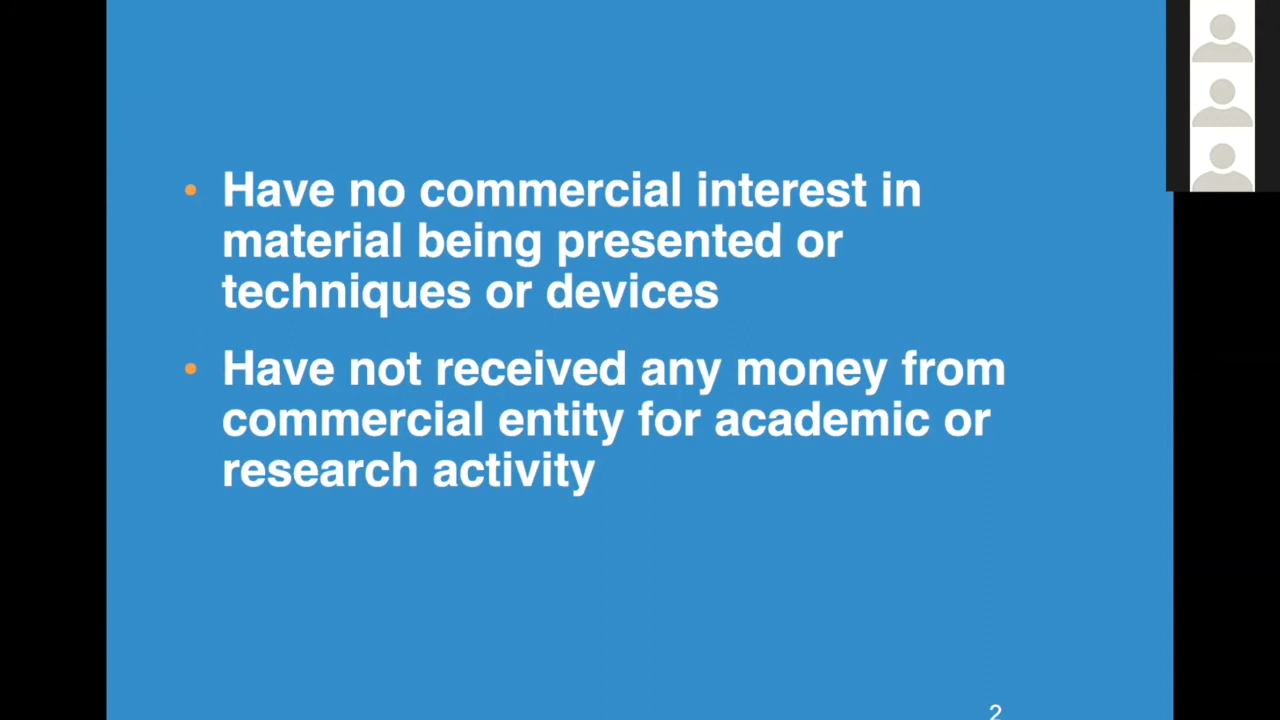 • Have no commercial interest in
material being presented or
techniques or devices
• Have not received any money from
commercial entity for academic or
research activity
2